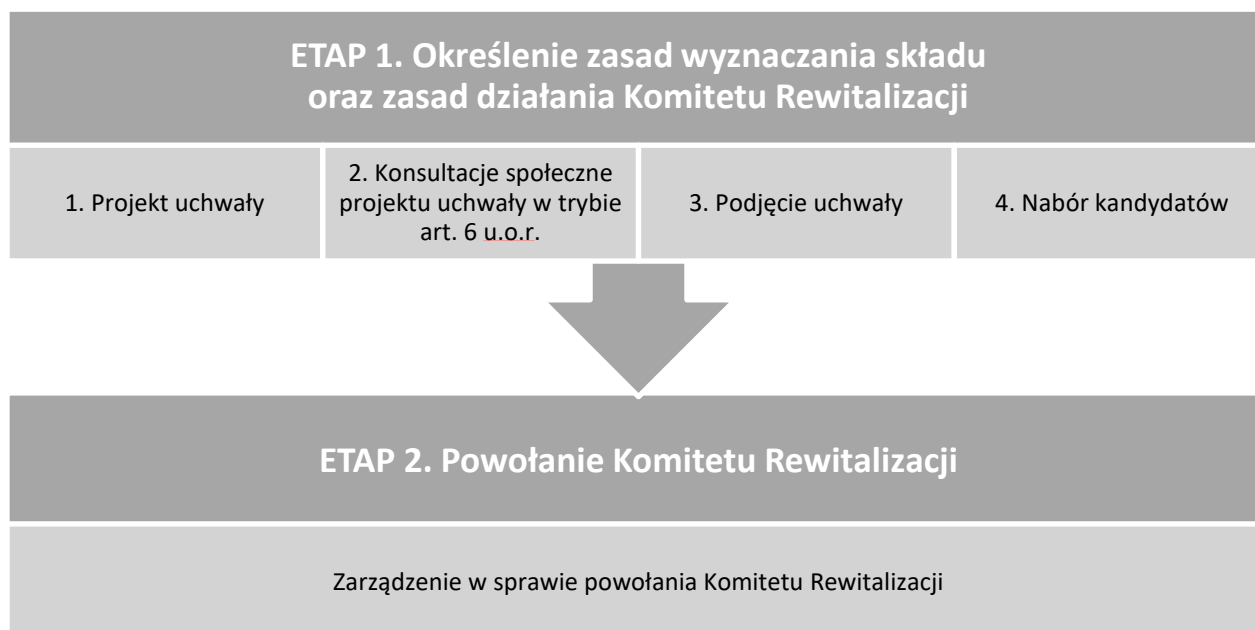 ETAP 1. Określenie zasad wyznaczania składu
oraz zasad działania Komitetu Rewitalizacji
1. Projekt uchwały
2. Konsultacje społeczne
projektu uchwały w trybie
art. 6 u.o.r.
3. Podjęcie uchwały
4. Nabór kandydatów
ETAP 2. Powołanie Komitetu Rewitalizacji
Zarządzenie w sprawie powołania Komitetu Rewitalizacji